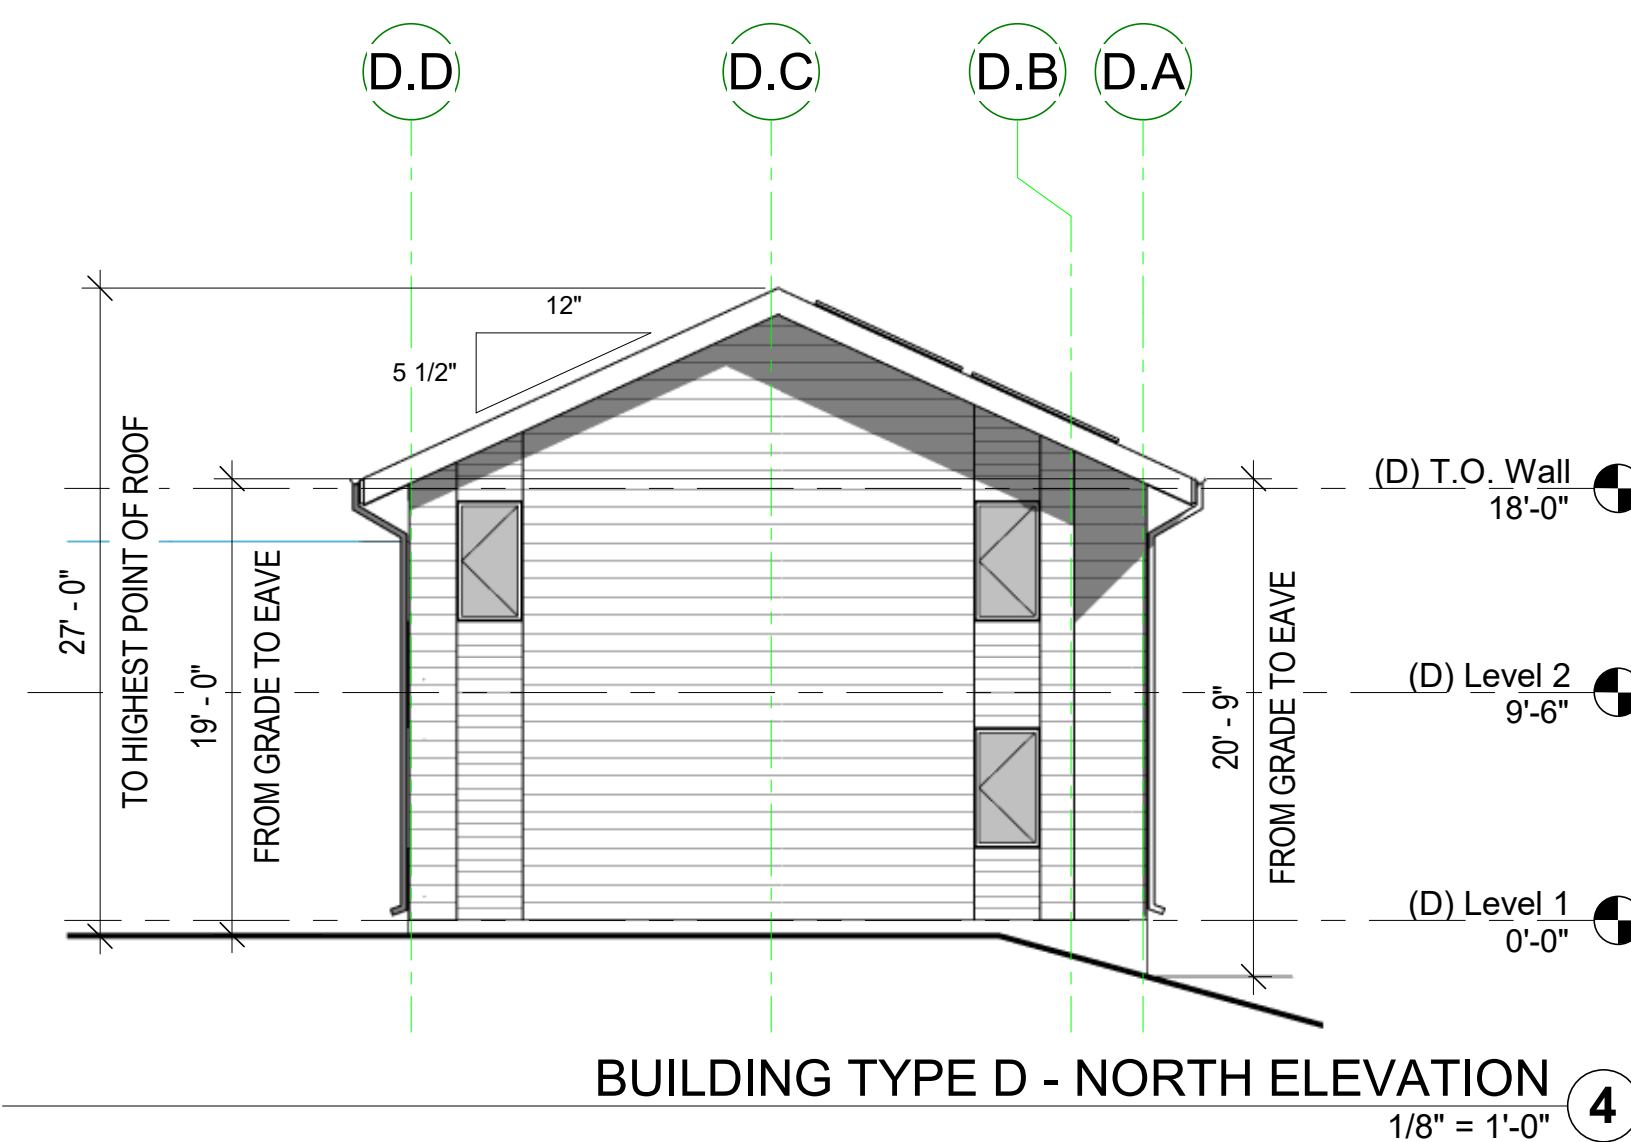 D.D
D.C
D.B
D.A
12"
5 1/2"
27' - 0"
TO HIGHEST POINT OF ROOF
19' - 0"
FROM GRADE TO EAVE
20' - 9"
FROM GRADE TO EAVE
(D) T.O. Wall
18'-0"
(D) Level 2
9'-6"
(D) Level 1
0'-0"
BUILDING TYPE D - NORTH ELEVATION
1/8" = 1'-0"
4